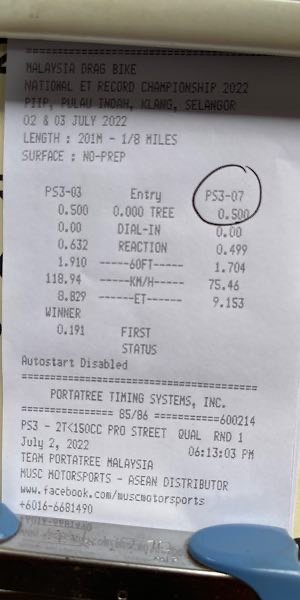 MALAYSIA DRAG BIKE
NATIONAL ET RECORD CHAMPIONSHIP 2022
PIIP, PULAU INDAH, KLANG, SELANGOR
02 & 03 JULY 2022
LENGTH : 201M - 1/8 MILES
SURFACE : NO-PREP
PS3-03 Entry PS3-07
0.500 0.000 TREE 0.500
0.00 DIAL-IN 0.00
0.632 REACTION 0.499
1.910 -----60FT----- 1.704
118.94 -----KM/H----- 75.46
8.829 ------ET------ 9.153
WINNER
0.191 FIRST
STATUS
Autostart Disabled
====================================
PORTATREE TIMING SYSTEMS, INC.
=============== 85/86 ===========600214
PS3 - 2T<150CC PRO STREET QUAL RND 1
July 2, 2022 06:13:03 PM
TEAM PORTATREE MALAYSIA
MUSC MOTORSPORTS - ASEAN DISTRIBUTOR
www.facebook.com/muscmotorsports
+6016-6681490